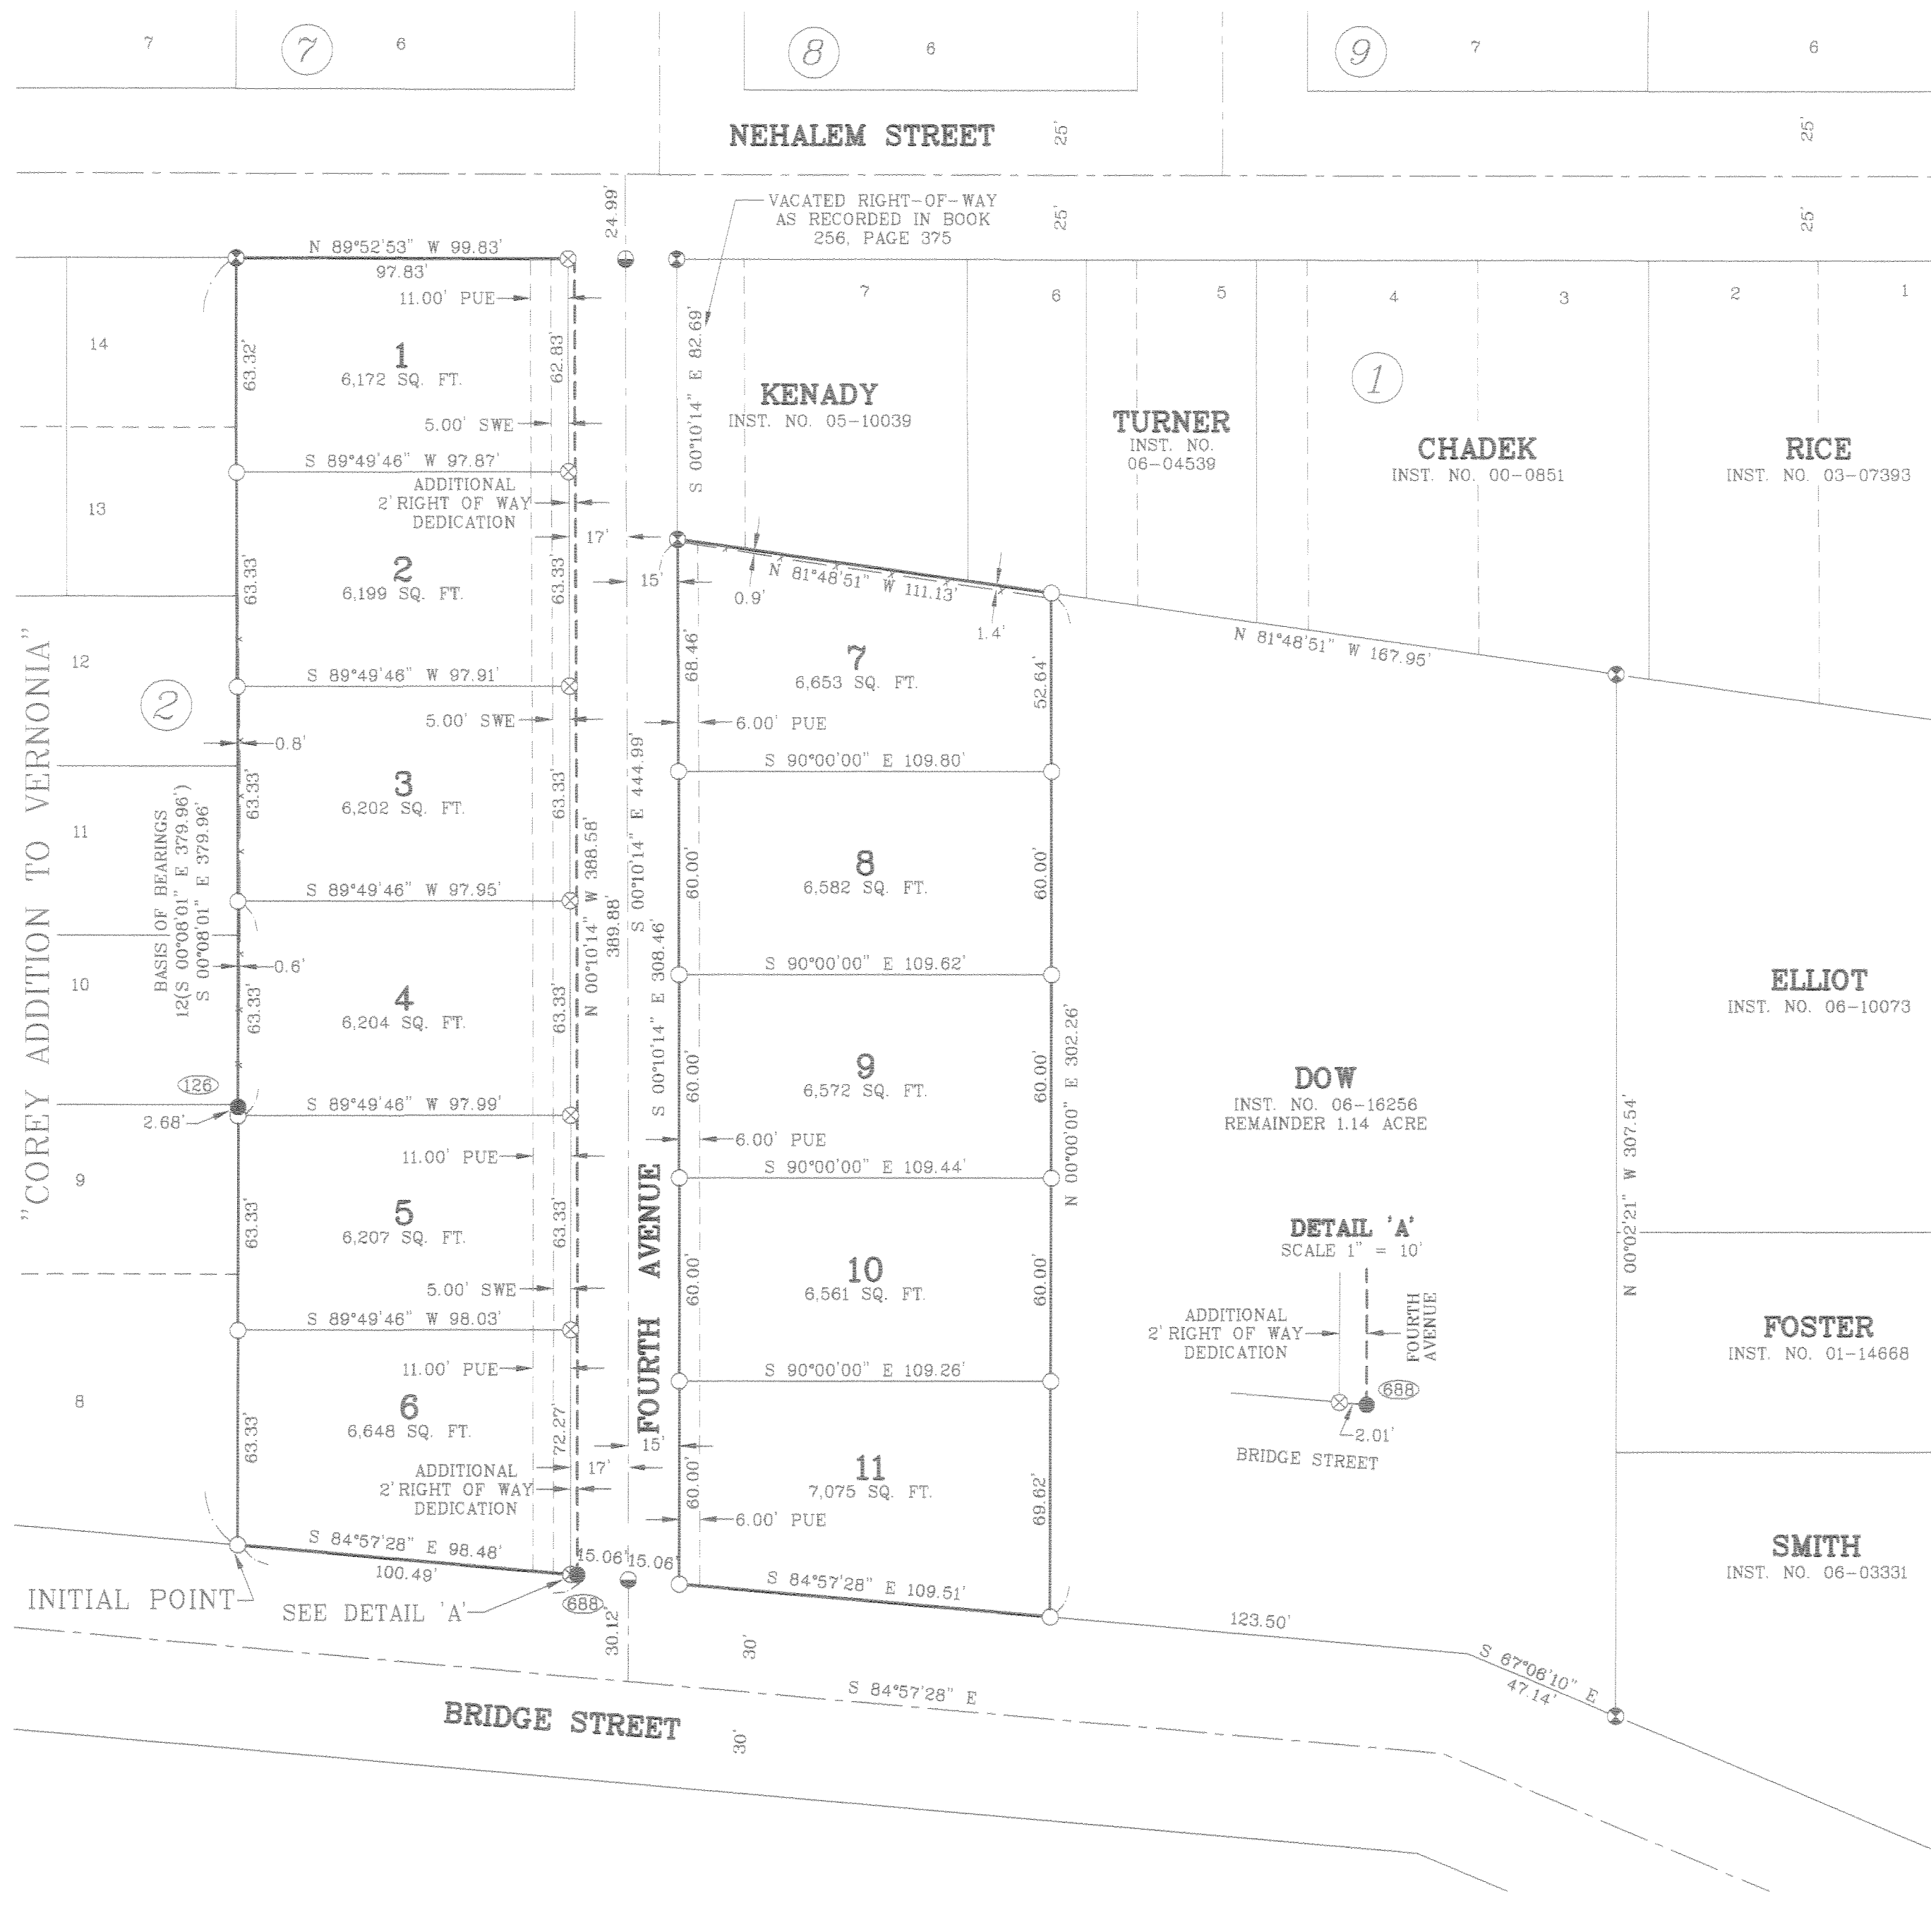 7
7
6
8
6
9
7
6
NEHALEM STREET
25'
25'
24.99'
VACATED RIGHT-OF-WAY
AS RECORDED IN BOOK
256, PAGE 375
25'
25'
N 89°52'53" W 99.83'
97.83'
11.00' PUE
7
6
5
4
3
2
1
14
63.32'
1
6,172 SQ. FT.
62.83'
S 00°10'14" E 82.69'
KENADY
INST. NO. 05-10039
TURNER
INST. NO.
06-04539
1
CHADEK
INST. NO. 00-0851
RICE
INST. NO. 03-07393
5.00' SWE
S 89°49'46" W 97.87'
ADDITIONAL
2' RIGHT OF WAY
DEDICATION
13
17'
15'
2
6,199 SQ. FT.
63.33'
63.33'
N 81°48'51" W 111.13'
0.9'
1.4'
N 81°48'51" W 167.95'
"COREY ADDITION TO VERNONIA"
12
2
S 89°49'46" W 97.91'
5.00' SWE
0.8'
68.46'
7
6,653 SQ. FT.
52.64'
6.00' PUE
S 90°00'00" E 109.80'
11
BASIS OF BEARINGS
12(S 00°08'01" E 379.96')
S 00°08'01" E 379.96'
63.33'
3
6,202 SQ. FT.
63.33'
N 00°10'14" W 388.58'
389.88'
S 00°10'14" E 444.99'
S 00°10'14" E 308.46'
60.00'
8
6,582 SQ. FT.
60.00'
S 89°49'46" W 97.95'
0.6'
10
63.33'
4
6,204 SQ. FT.
63.33'
S 90°00'00" E 109.62'
60.00'
9
6,572 SQ. FT.
60.00'
N 00°00'00" E 302.26'
ELLIOT
INST. NO. 06-10073
DOW
INST. NO. 06-16256
REMAINDER 1.14 ACRE
N 00°02'21" W 307.54'
126
2.68'
S 89°49'46" W 97.99'
11.00' PUE
6.00' PUE
S 90°00'00" E 109.44'
9
63.33'
5
6,207 SQ. FT.
63.33'
FOURTH AVENUE
60.00'
10
6,561 SQ. FT.
60.00'
DETAIL 'A'
SCALE 1" = 10'
ADDITIONAL
2' RIGHT OF WAY
DEDICATION
FOURTH
AVENUE
688
2.01'
BRIDGE STREET
FOSTER
INST. NO. 01-14668
5.00' SWE
S 89°49'46" W 98.03'
11.00' PUE
S 90°00'00" E 109.26'
8
63.33'
6
6,648 SQ. FT.
72.27'
15'
17'
ADDITIONAL
2' RIGHT OF WAY
DEDICATION
60.00'
11
7,075 SQ. FT.
69.62'
6.00' PUE
SMITH
INST. NO. 06-03331
S 84°57'28" E 98.48'
100.49'
15.06'
15.06'
S 84°57'28" E 109.51'
INITIAL POINT
SEE DETAIL 'A'
688
30.12'
30'
123.50'
S 67°06'10" E
47.14'
S 84°57'28" E
BRIDGE STREET
30'